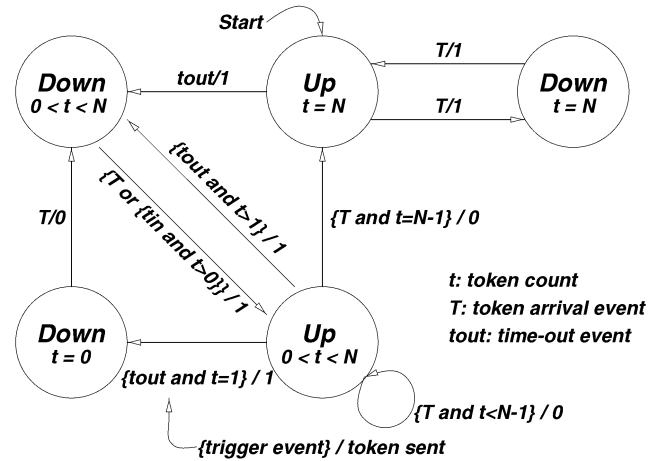 Start
Down
0 < t < N
tout/1
Up
t = N
T/1
T/1
Down
t = N
{tout and t>1} / 1
{T or {tin and t>0}} / 1
T/0
{T and t=N-1} / 0
t: token count
T: token arrival event
tout: time-out event
Down
t = 0
Up
0 < t < N
{tout and t=1} / 1
{T and t<N-1} / 0
{trigger event} / token sent